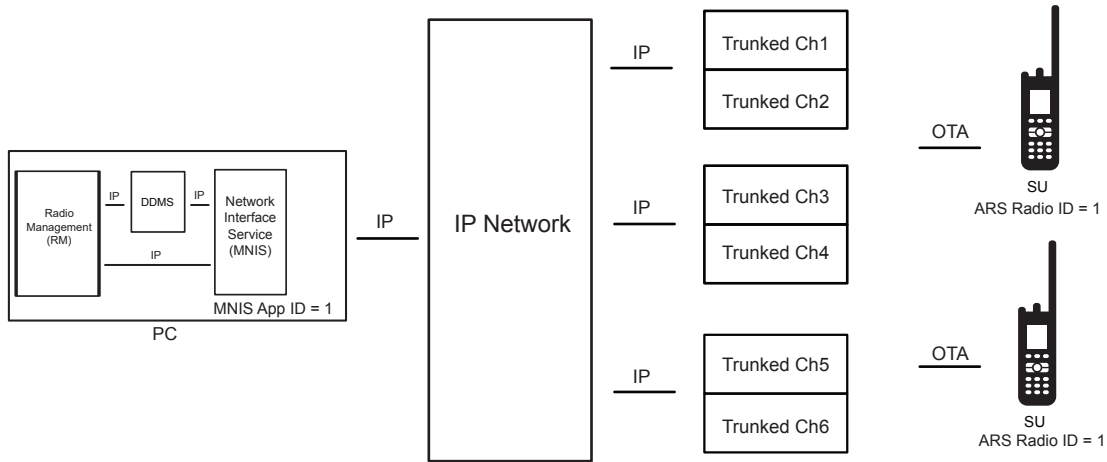 Radio
Management
(RM)
IP
DDMS
IP
Network
Interface
Service
(MNIS)
IP
MNIS App ID = 1
PC
IP
IP Network
IP
Trunked Ch1
Trunked Ch2
IP
Trunked Ch3
Trunked Ch4
IP
Trunked Ch5
Trunked Ch6
OTA
SU
ARS Radio ID = 1
OTA
SU
ARS Radio ID = 1